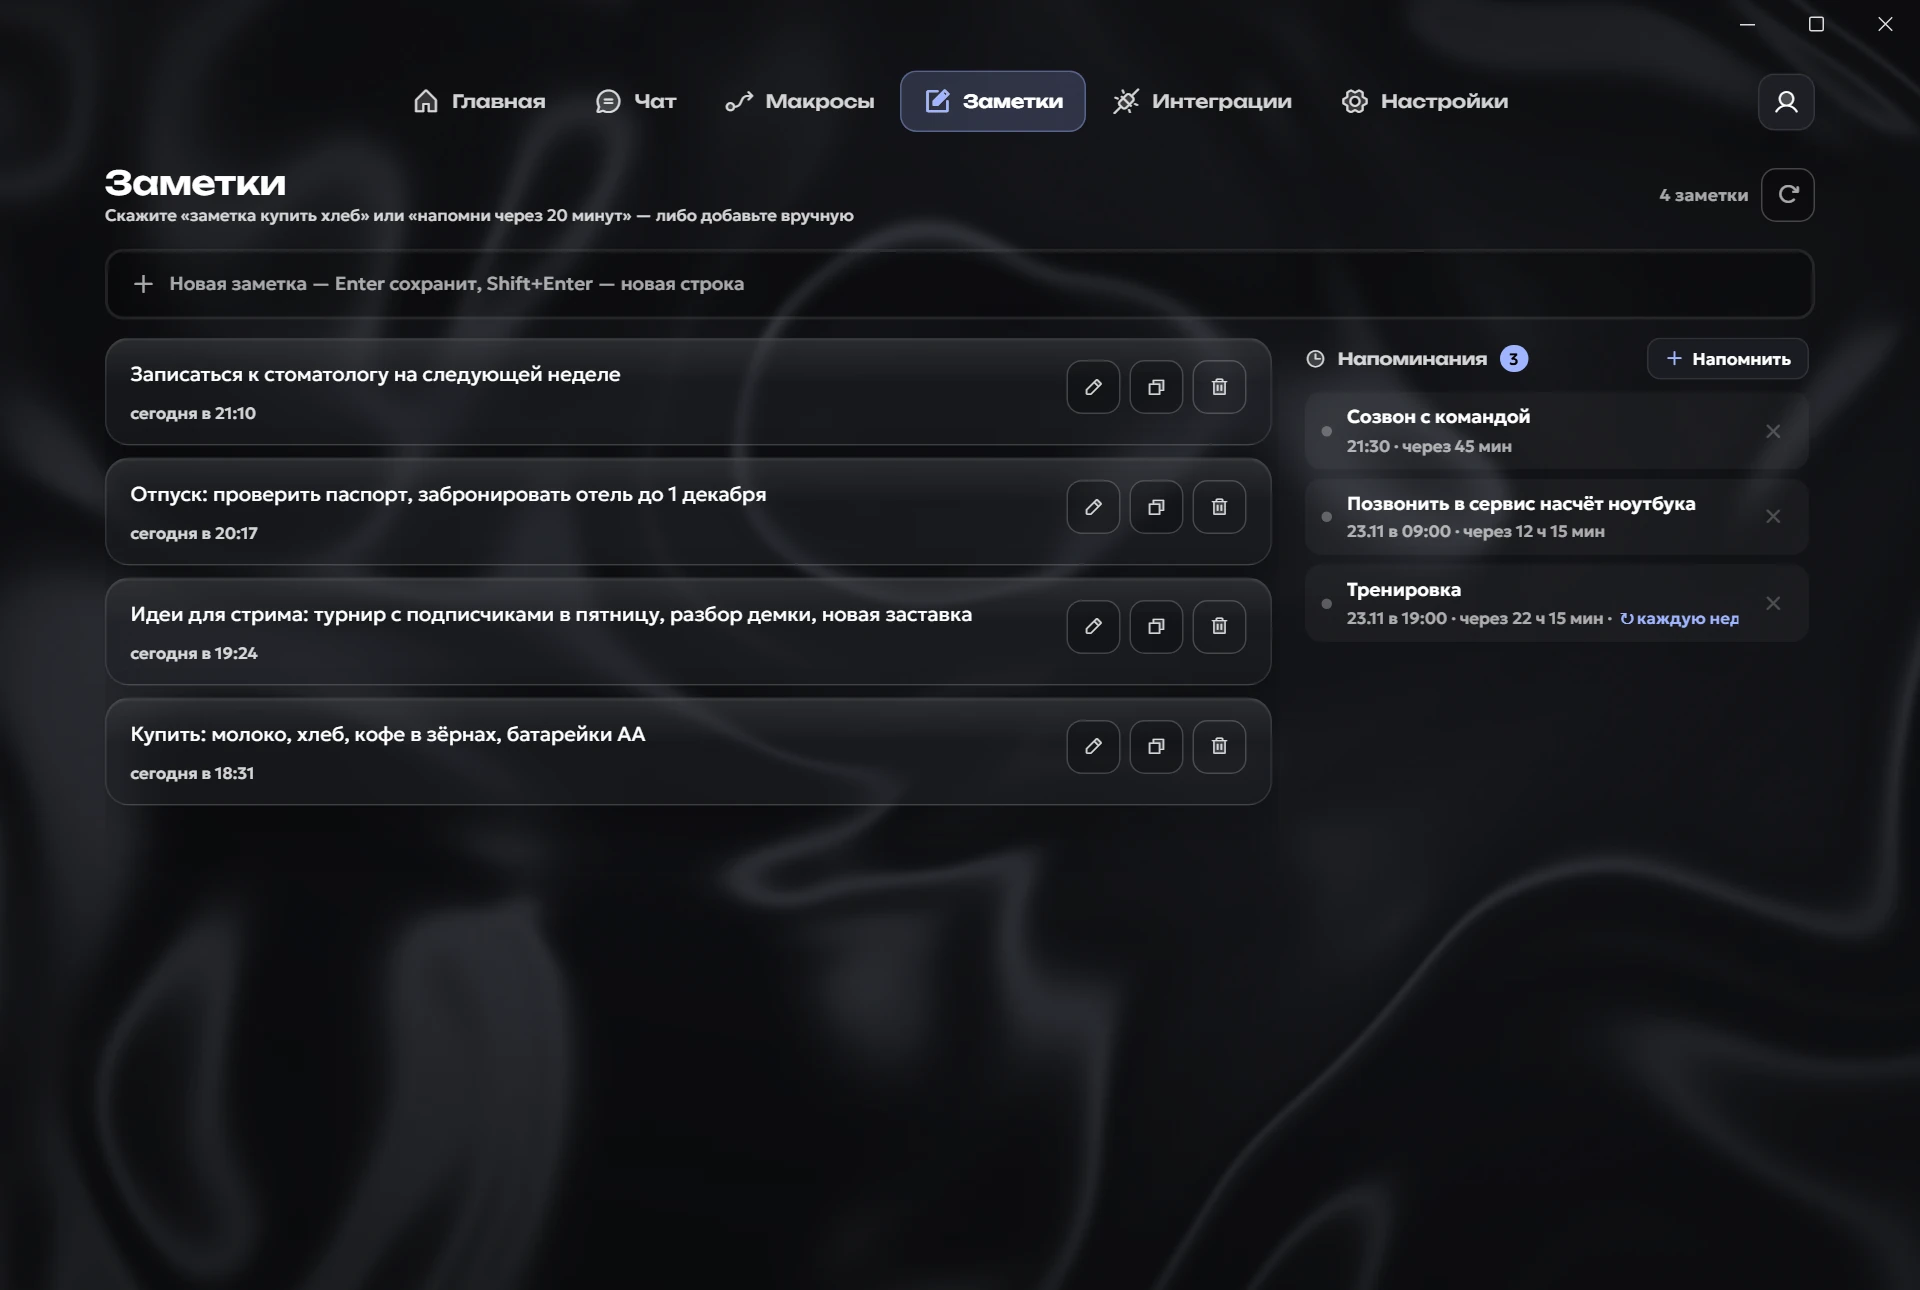 Главная
Чат
Макросы
Заметки
Интеграции
Настройки
Заметки
Скажите «заметка купить хлеб» или «напомни через 20 минут» — либо добавьте вручную
4 заметки
Новая заметка — Enter сохранит, Shift+Enter — новая строка
Записаться к стоматологу на следующей неделе
сегодня в 21:10
Отпуск: проверить паспорт, забронировать отель до 1 декабря
сегодня в 20:17
Идеи для стрима: турнир с подписчиками в пятницу, разбор демки, новая заставка
сегодня в 19:24
Купить: молоко, хлеб, кофе в зёрнах, батарейки АА
сегодня в 18:31
Напоминания 3
+ Напомнить
Созвон с командой
21:30 · через 45 мин
Позвонить в сервис насчёт ноутбука
23.11 в 09:00 · через 12 ч 15 мин
Тренировка
23.11 в 19:00 · через 22 ч 15 мин · ↻ каждую нед